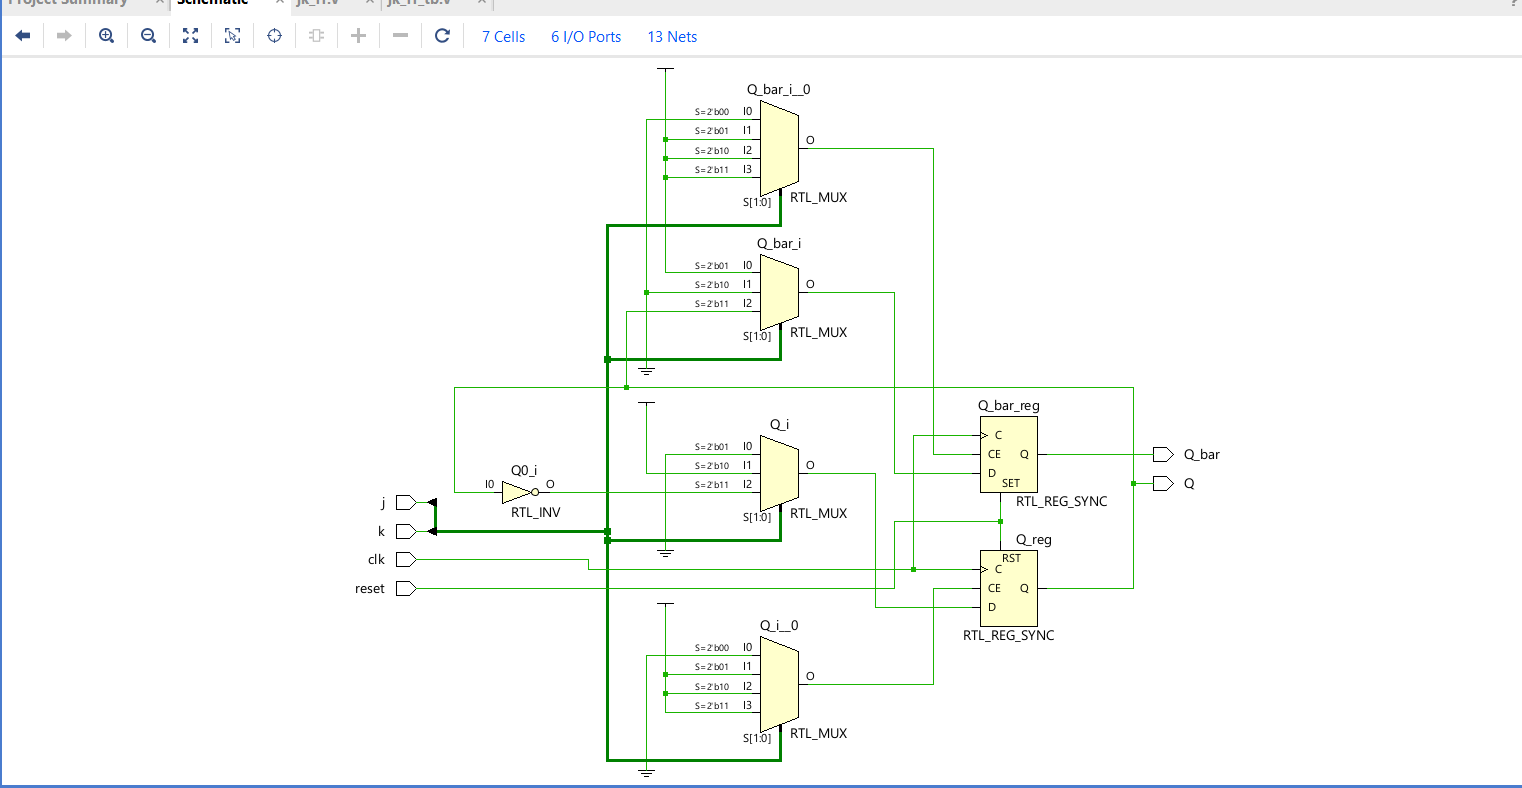 Project Summary × Schematic × jk_ff.v × jk_ff_tb.v × ?
7 Cells 6 I/O Ports 13 Nets
Q_bar_i__0
S=2'b00 I0
S=2'b01 I1
S=2'b10 I2
S=2'b11 I3
O
S[1:0] RTL_MUX
Q_bar_i
S=2'b01 I0
S=2'b10 I1
S=2'b11 I2
O
S[1:0] RTL_MUX
Q_i
S=2'b01 I0
S=2'b10 I1
S=2'b11 I2
O
S[1:0] RTL_MUX
Q0_i
I0 O
RTL_INV
j
k
clk
reset
Q_bar_reg
C
CE Q
D
SET
RTL_REG_SYNC
Q_bar
Q
Q_reg
RST
C
CE Q
D
RTL_REG_SYNC
Q_i__0
S=2'b00 I0
S=2'b01 I1
S=2'b10 I2
S=2'b11 I3
O
S[1:0] RTL_MUX